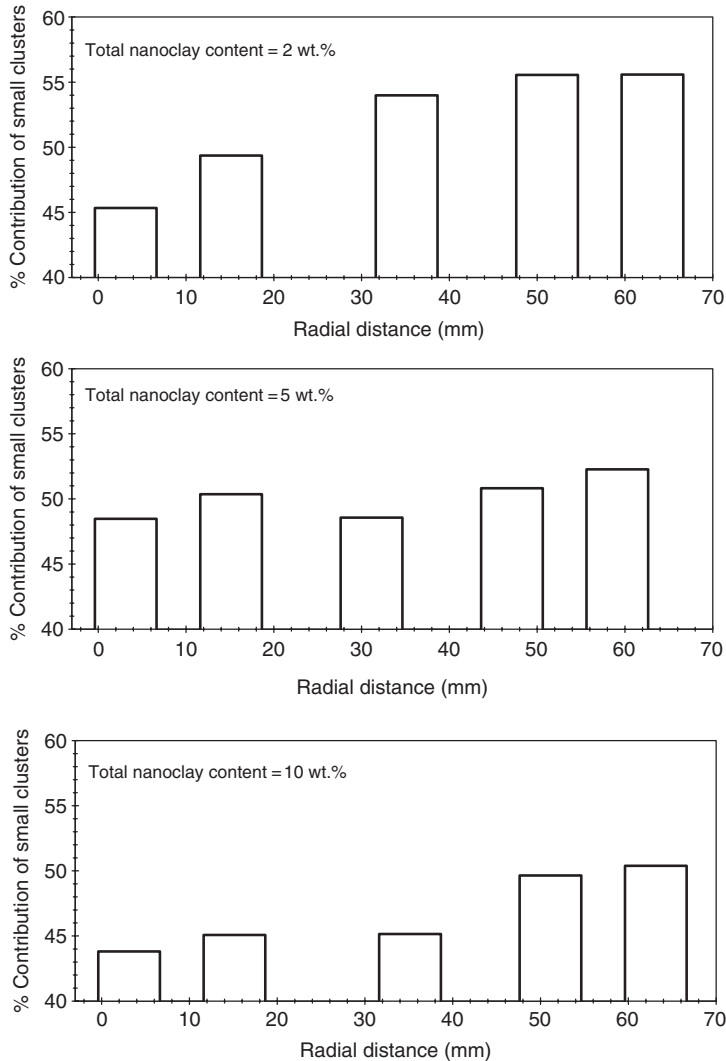 % Contribution of small clusters
60
55
50
45
40
Total nanoclay content = 2 wt.%
0 10 20 30 40 50 60 70
Radial distance (mm)
% Contribution of small clusters
60
55
50
45
40
Total nanoclay content = 5 wt.%
0 10 20 30 40 50 60 70
Radial distance (mm)
% Contribution of small clusters
60
55
50
45
40
Total nanoclay content = 10 wt.%
0 10 20 30 40 50 60 70
Radial distance (mm)